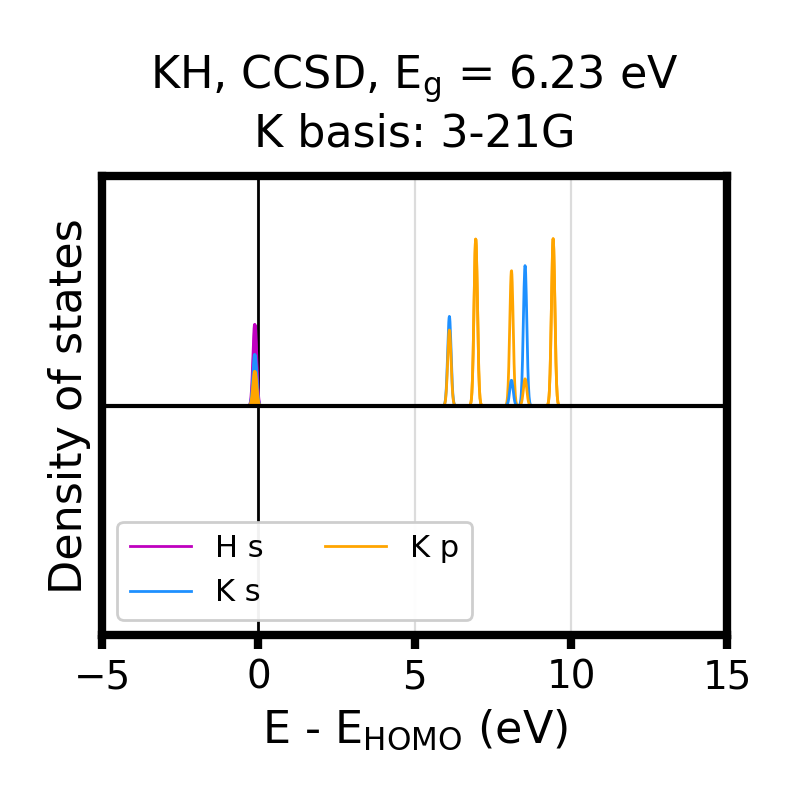 KH, CCSD, E_g = 6.23 eV
K basis: 3-21G
Density of states
H s
K s
K p
−5 0 5 10 15
E - E_HOMO (eV)